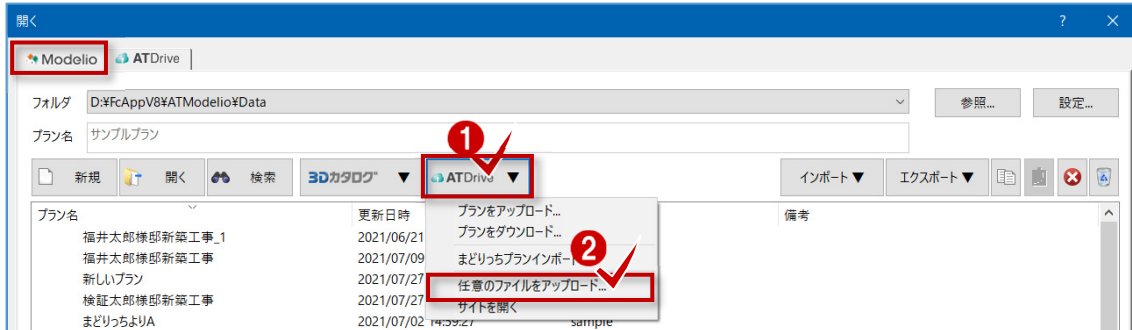 開く ? ×
Modelio ATDrive
フォルダ D:¥FcAppV8¥ATModelio¥Data 参照... 設定...
プラン名 サンプルプラン
新規 開く 検索 3Dカタログ ▼ ATDrive ▼ インポート▼ エクスポート▼
1
プラン名 更新日時 備考
プランをアップロード...
プランをダウンロード...
まどりっちプランインポー
2
任意のファイルをアップロード...
サイトを開く
福井太郎様邸新築工事_1 2021/06/21
福井太郎様邸新築工事 2021/07/09
新しいプラン 2021/07/27
検証太郎様邸新築工事 2021/07/27
まどりっちよりA 2021/07/02 14:59:27 sample